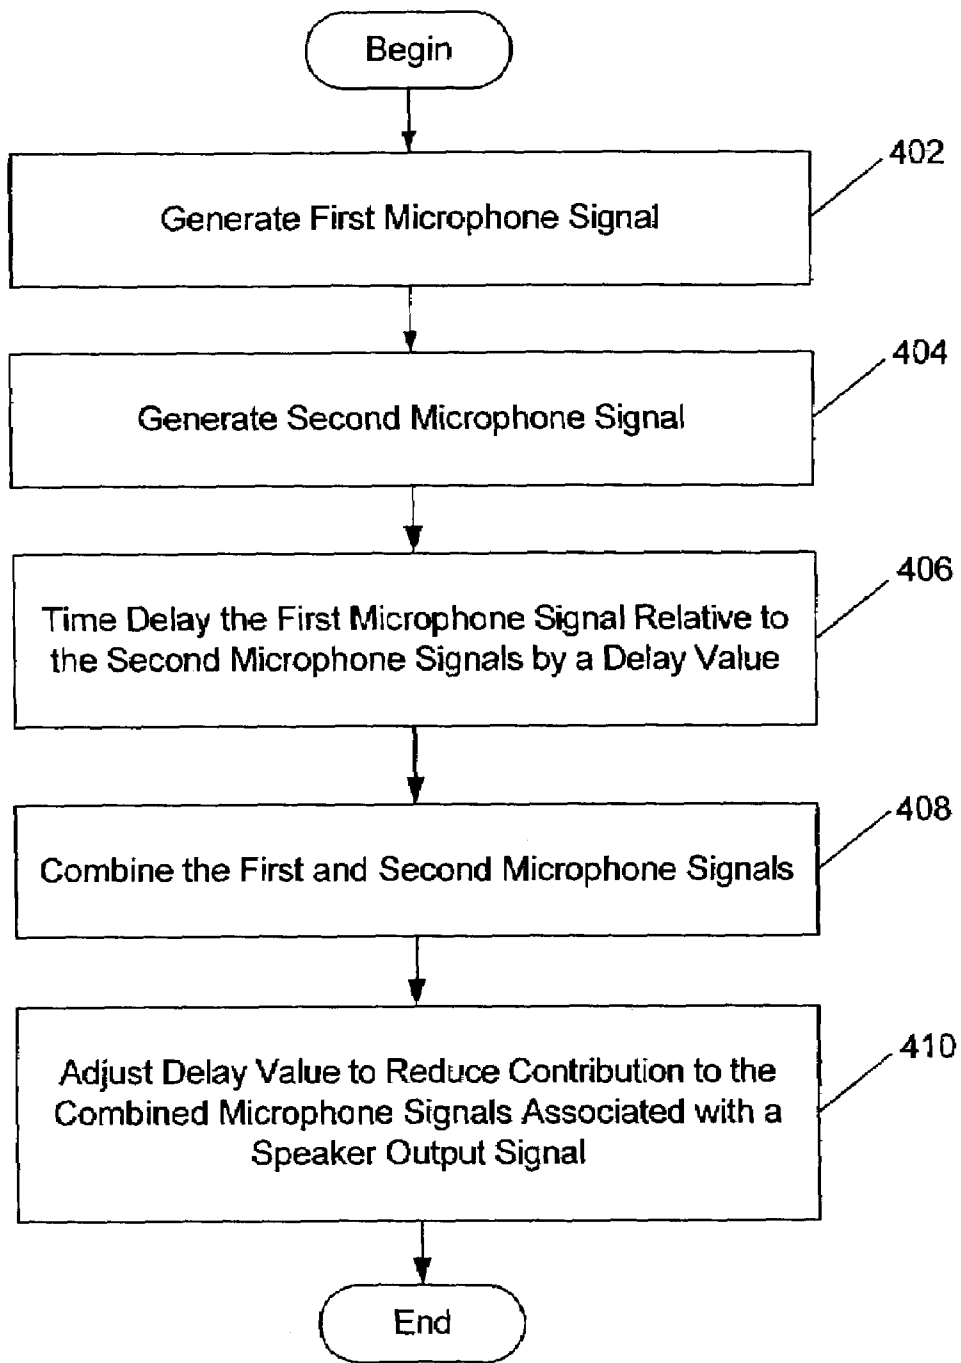 Begin
402
Generate First Microphone Signal
404
Generate Second Microphone Signal
406
Time Delay the First Microphone Signal Relative to
the Second Microphone Signals by a Delay Value
408
Combine the First and Second Microphone Signals
410
Adjust Delay Value to Reduce Contribution to the
Combined Microphone Signals Associated with a
Speaker Output Signal
End